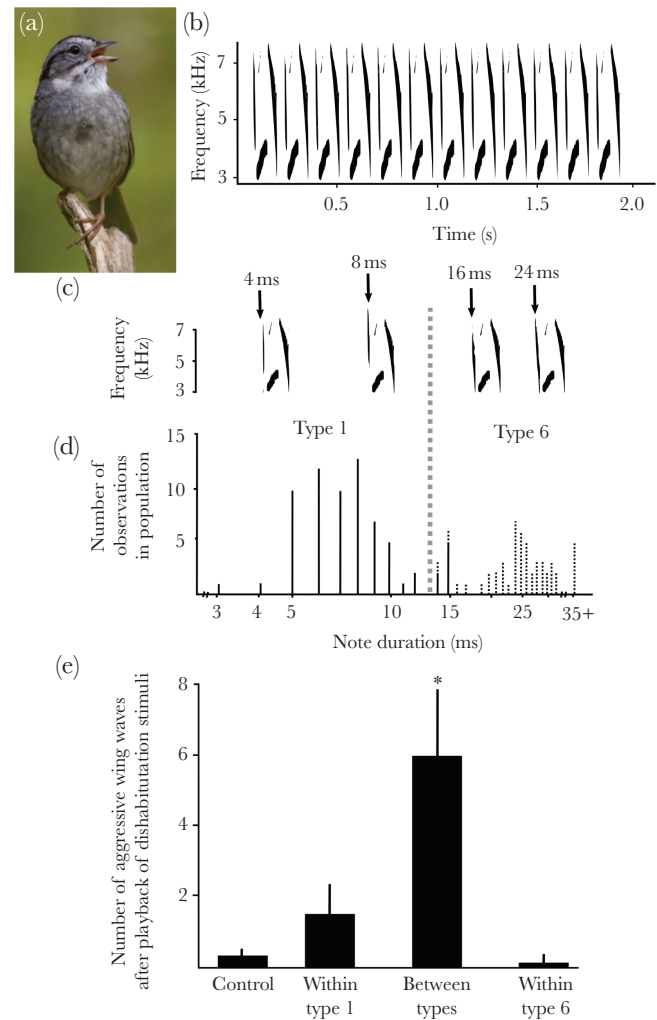 (a)
(b)
Frequency (kHz)
7
5
3
0.5 1.0 1.5 2.0
Time (s)
(c)
4 ms 8 ms 16 ms 24 ms
Frequency
(kHz)
7
5
3
Type 1 Type 6
(d)
Number of
observations
in population
15
10
5
3 4 5 10 15 25 35+
Note duration (ms)
(e)
Number of aggressive wing waves
after playback of dishabitutation stimuli
8
6
4
2
*
Control Within Between Within
type 1 types type 6